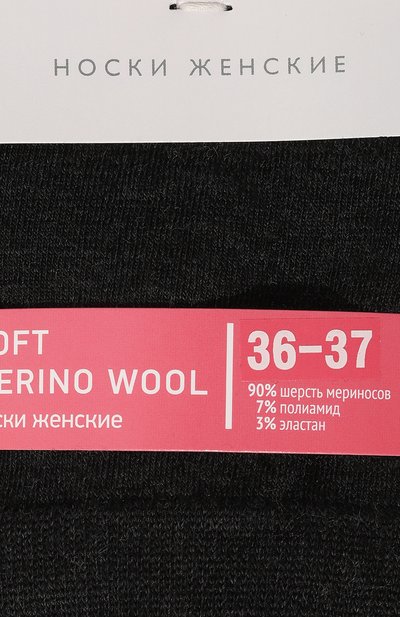 НОСКИ ЖЕНСКИЕ
OFT
ERINO WOOL
ски женские
36–37
90% шерсть мериносов
7% полиамид
3% эластан